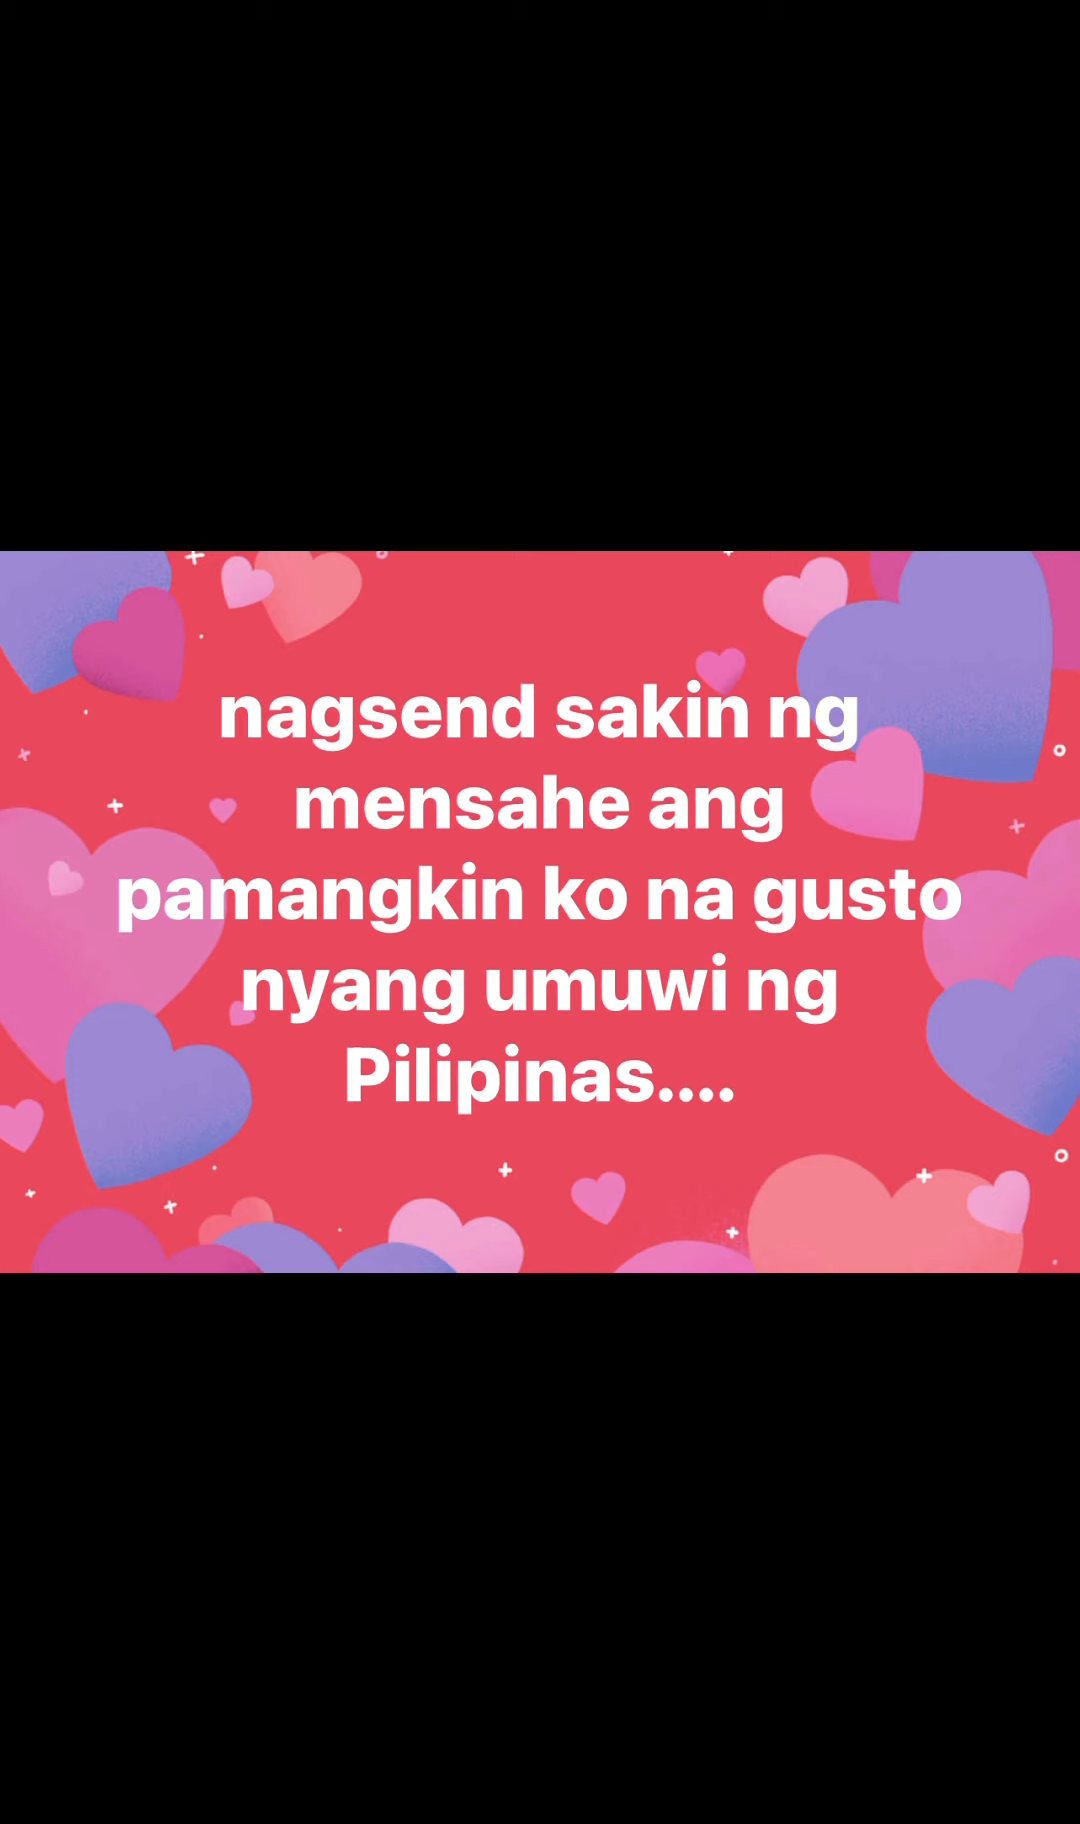 nagsend sakin ng
mensahe ang
pamangkin ko na gusto
nyang umuwi ng
Pilipinas....